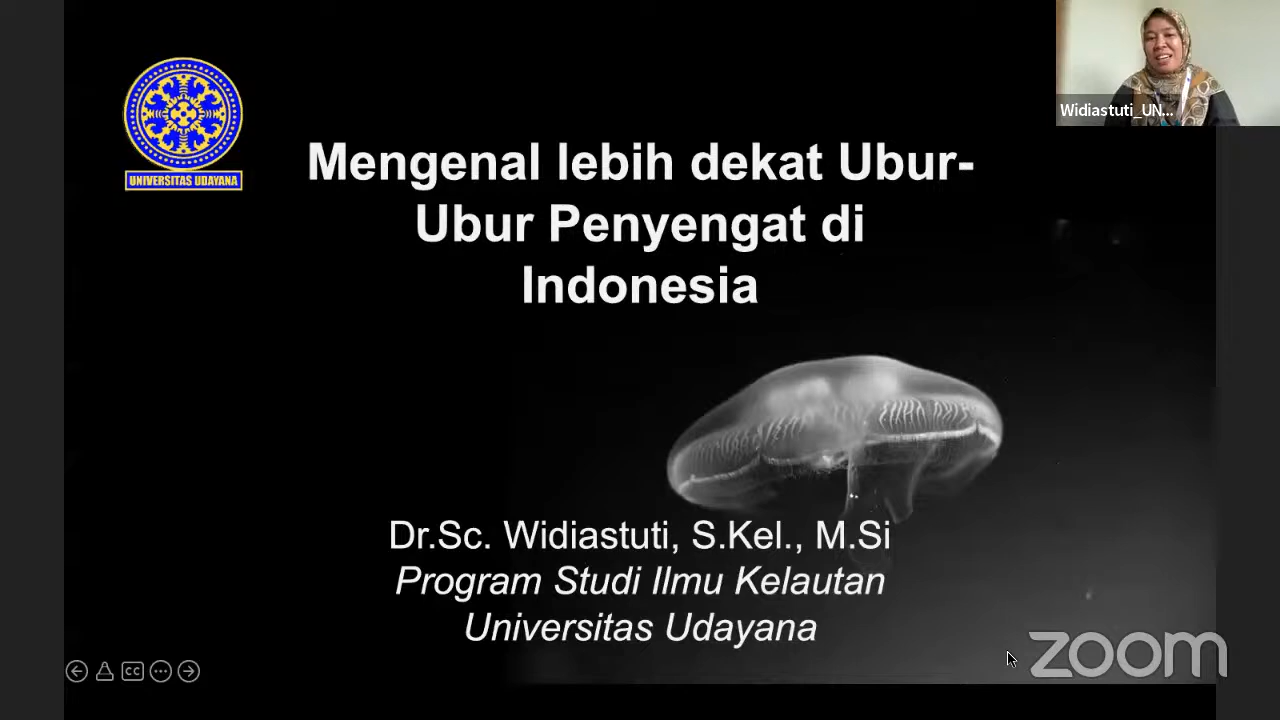 Widiastuti_UN...
UNIVERSITAS UDAYANA
Mengenal lebih dekat Ubur-
Ubur Penyengat di
Indonesia
Dr.Sc. Widiastuti, S.Kel., M.Si
Program Studi Ilmu Kelautan
Universitas Udayana
CC
zoom